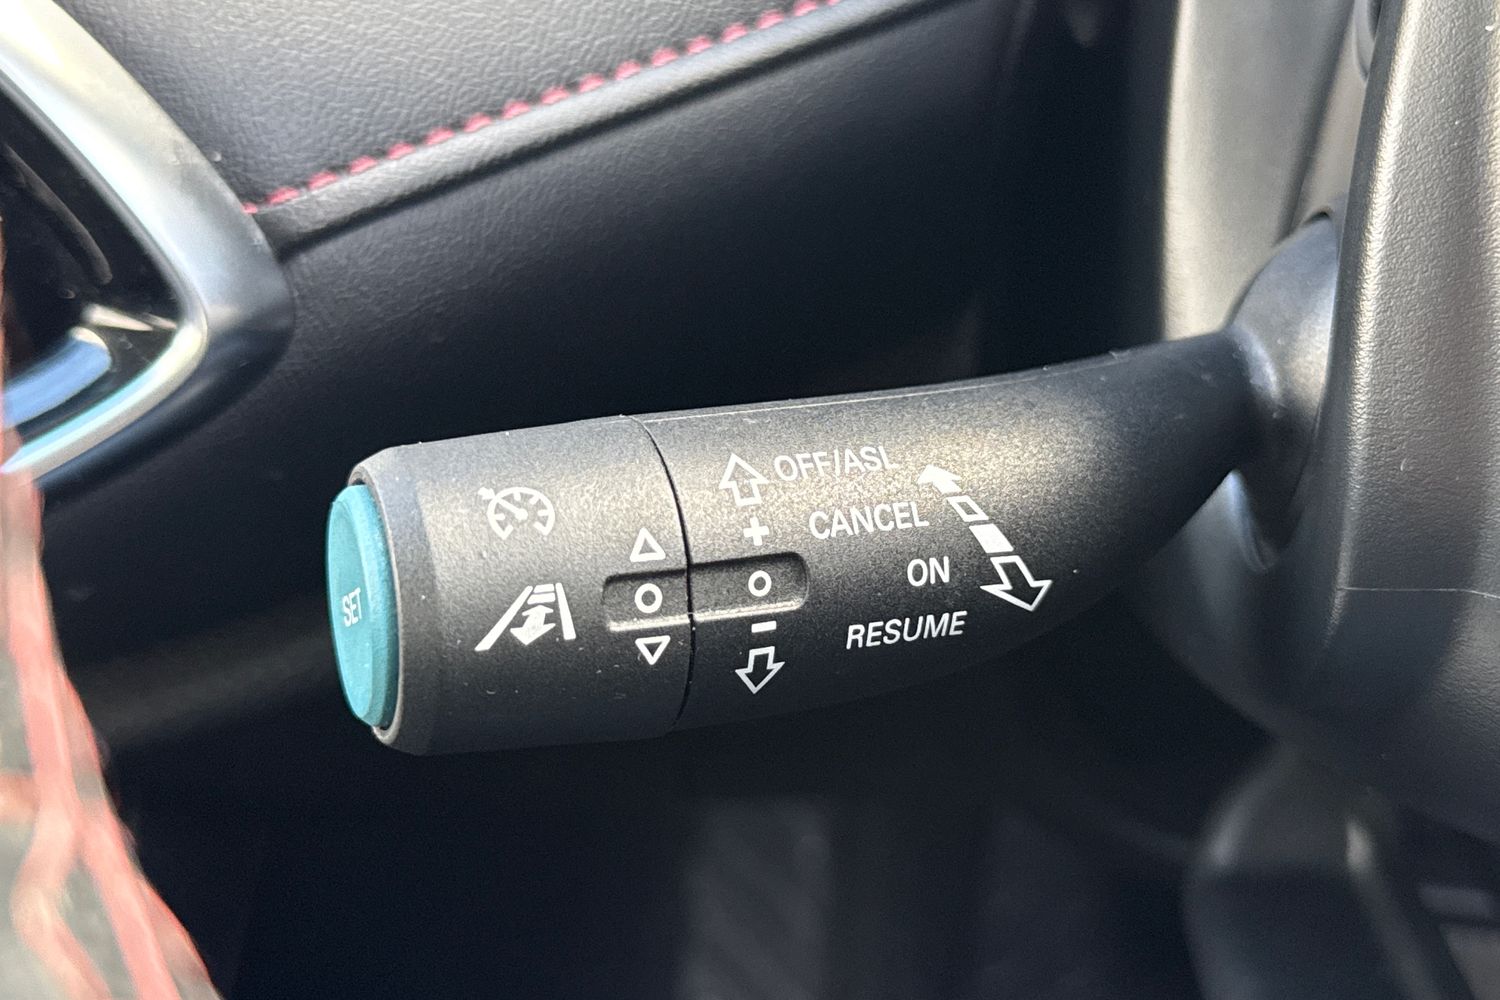 OFF/ASL
CANCEL
+
ON
SET
-
RESUME